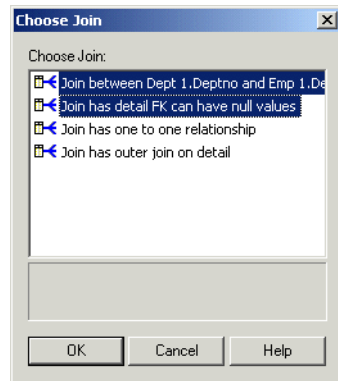 Choose Join
Choose Join:
Join between Dept 1.Deptno and Emp 1.De
Join has detail FK can have null values
Join has one to one relationship
Join has outer join on detail
OK Cancel Help